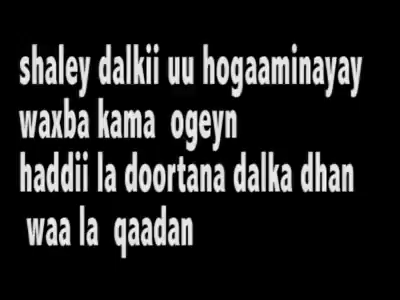 shaley dalkii uu hogaaminayay
waxba kama ogeyn
haddii la doortana dalka dhan
waa la qaadan